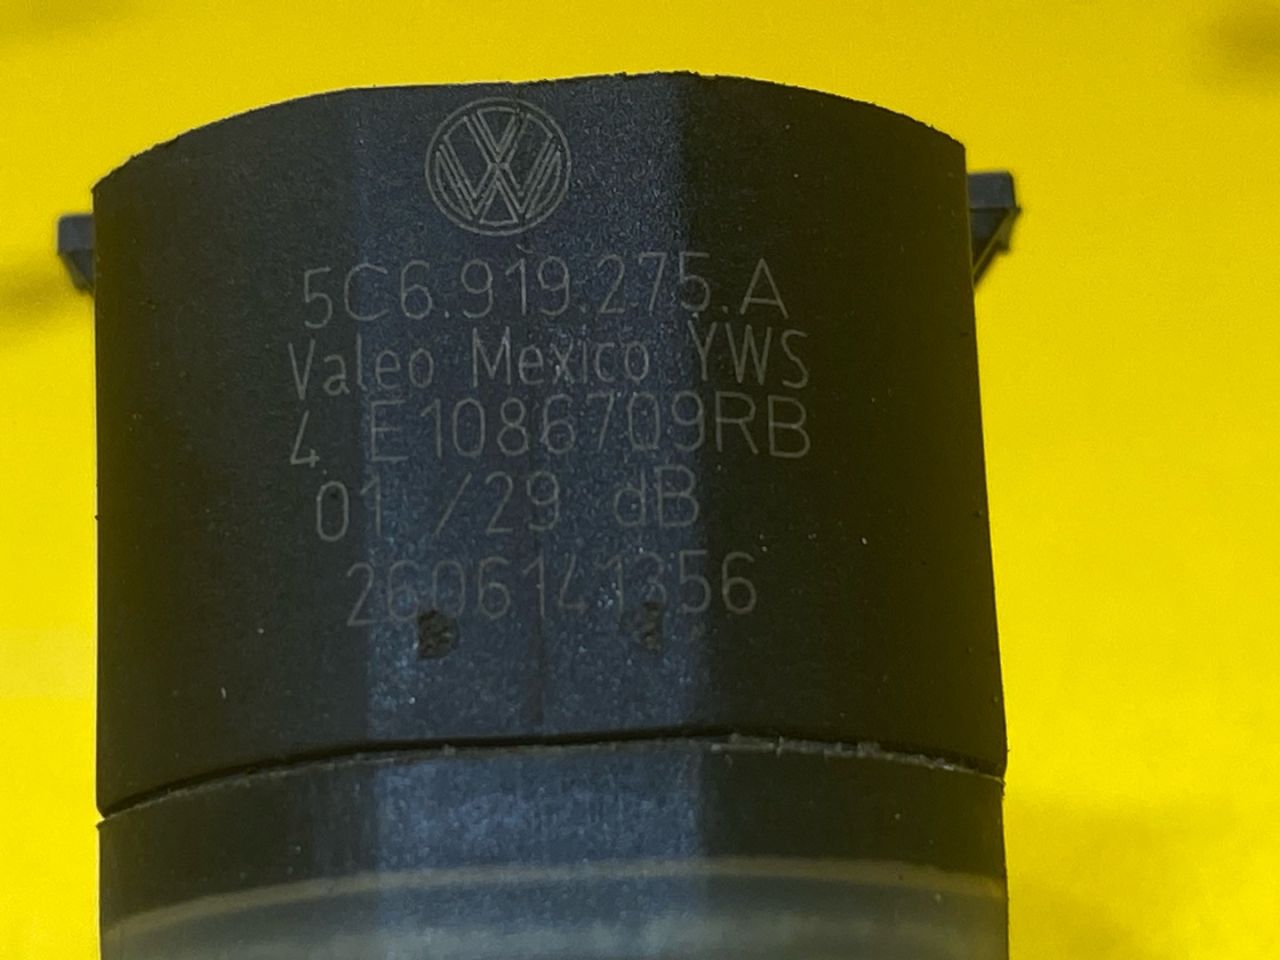 5C6.919.275.A
Valeo Mexico YWS
4 E1086709RB
01 /29 dB
2606141356